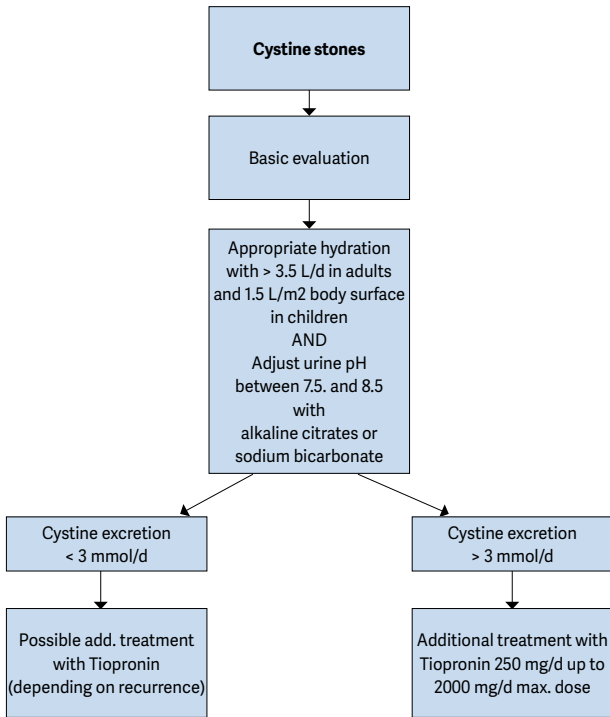 Cystine stones
Basic evaluation
Appropriate hydration
with > 3.5 L/d in adults
and 1.5 L/m2 body surface
in children
AND
Adjust urine pH
between 7.5. and 8.5
with
alkaline citrates or
sodium bicarbonate
Cystine excretion
< 3 mmol/d
Cystine excretion
> 3 mmol/d
Possible add. treatment
with Tiopronin
(depending on recurrence)
Additional treatment with
Tiopronin 250 mg/d up to
2000 mg/d max. dose